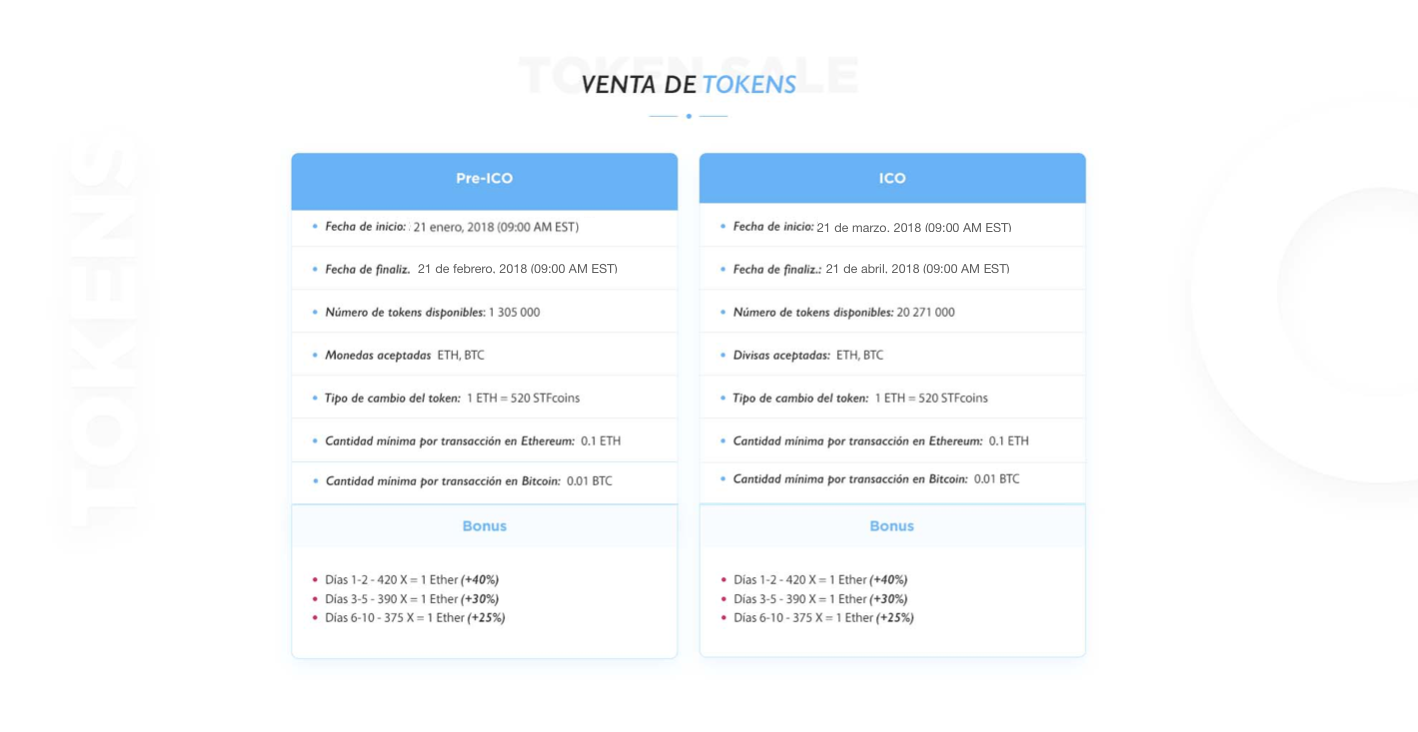 TOKEN SALE
VENTA DE TOKENS
TOKENS
Pre-ICO
Fecha de inicio: 21 enero, 2018 (09:00 AM EST)
Fecha de finaliz. 21 de febrero. 2018 (09:00 AM EST)
Número de tokens disponibles: 1 305 000
Monedas aceptadas ETH, BTC
Tipo de cambio del token: 1 ETH = 520 STFcoins
Cantidad mínima por transacción en Ethereum: 0.1 ETH
Cantidad mínima por transacción en Bitcoin: 0.01 BTC
Bonus
Días 1-2 - 420 X = 1 Ether (+40%)
Días 3-5 - 390 X = 1 Ether (+30%)
Días 6-10 - 375 X = 1 Ether (+25%)
ICO
Fecha de inicio: 21 de marzo. 2018 (09:00 AM EST)
Fecha de finaliz.: 21 de abril. 2018 (09:00 AM EST)
Número de tokens disponibles: 20 271 000
Divisas aceptadas: ETH, BTC
Tipo de cambio del token: 1 ETH = 520 STFcoins
Cantidad mínima por transacción en Ethereum: 0.1 ETH
Cantidad mínima por transacción en Bitcoin: 0.01 BTC
Bonus
Días 1-2 - 420 X = 1 Ether (+40%)
Días 3-5 - 390 X = 1 Ether (+30%)
Días 6-10 - 375 X = 1 Ether (+25%)